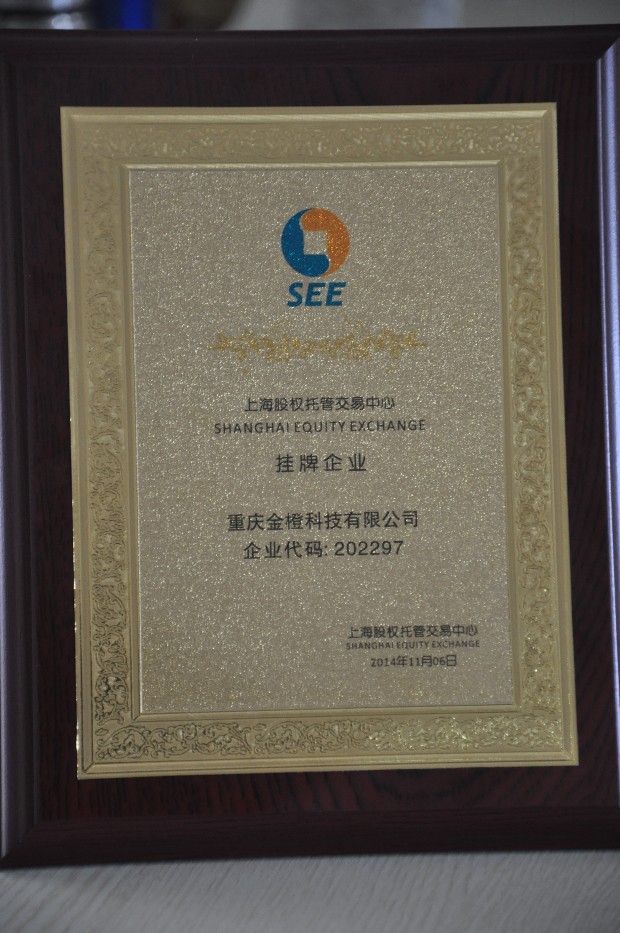 SEE
上海股权托管交易中心
SHANGHAI EQUITY EXCHANGE
挂牌企业
重庆金橙科技有限公司
企业代码: 202297
上海股权托管交易中心
SHANGHAI EQUITY EXCHANGE
2014年11月06日